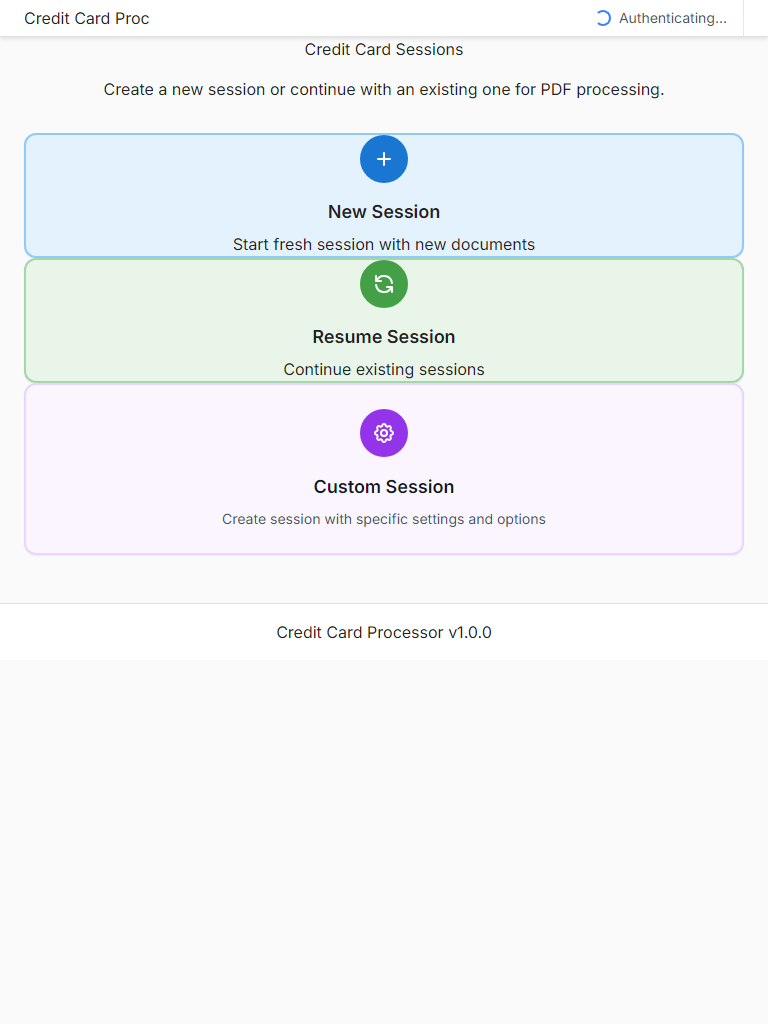 Credit Card Proc
Authenticating...
Credit Card Sessions
Create a new session or continue with an existing one for PDF processing.
New Session
Start fresh session with new documents
Resume Session
Continue existing sessions
Custom Session
Create session with specific settings and options
Credit Card Processor v1.0.0